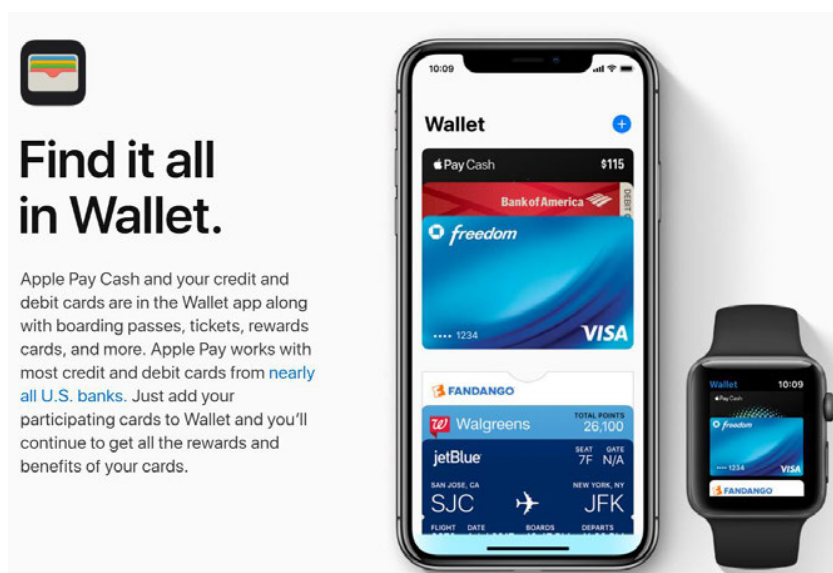 Find it all
in Wallet.
Apple Pay Cash and your credit and
debit cards are in the Wallet app along
with boarding passes, tickets, rewards
cards, and more. Apple Pay works with
most credit and debit cards from nearly
all U.S. banks. Just add your
participating cards to Wallet and you’ll
continue to get all the rewards and
benefits of your cards.
10:09
Wallet
Pay Cash $115
Bank of America
DEBIT
freedom
•••• 1234 VISA
FANDANGO
Walgreens TOTAL POINTS
26,100
jetBlue SEAT GATE
7F N/A
SAN JOSE, CA NEW YORK, NY
SJC JFK
FLIGHT DATE BOARDS DEPARTS
Wallet 10:09
Pay Cash
freedom
•••• 1234 VISA
FANDANGO